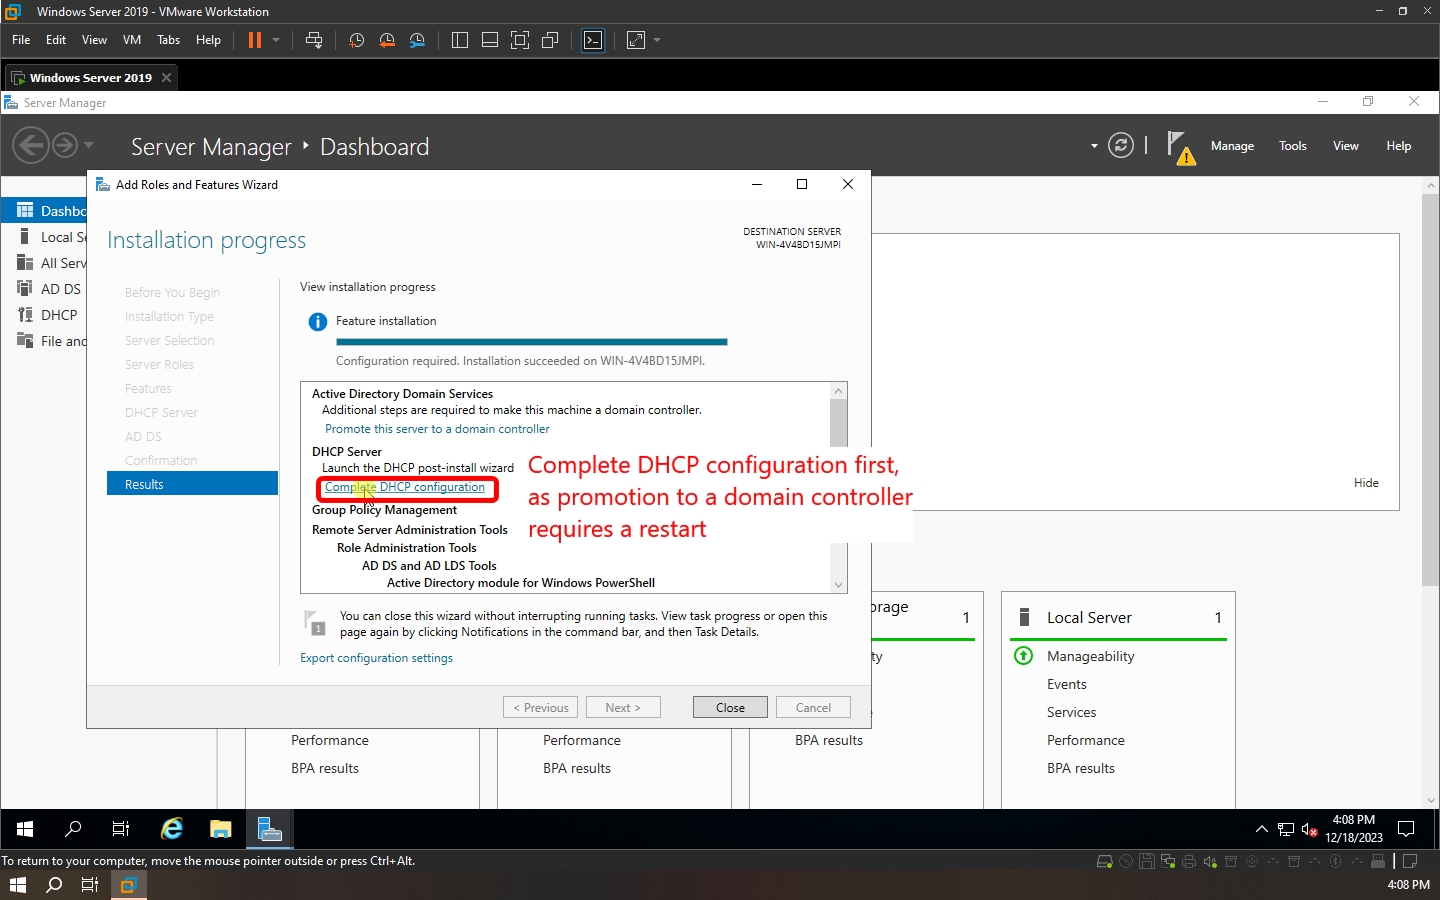 Windows Server 2019 - VMware Workstation
File Edit View VM Tabs Help
Windows Server 2019
Server Manager
Server Manager Dashboard
Manage Tools View Help
Add Roles and Features Wizard
Dashbo
Local Se
All Serv
AD DS
DHCP
File and
Installation progress
DESTINATION SERVER
WIN-4V4BD15JMPI
Before You Begin
Installation Type
Server Selection
Server Roles
Features
DHCP Server
AD DS
Confirmation
Results
View installation progress
Feature installation
Configuration required. Installation succeeded on WIN-4V4BD15JMPI.
Active Directory Domain Services
Additional steps are required to make this machine a domain controller.
Promote this server to a domain controller
DHCP Server
Launch the DHCP post-install wizard
Complete DHCP configuration
Group Policy Management
Remote Server Administration Tools
Role Administration Tools
AD DS and AD LDS Tools
Active Directory module for Windows PowerShell
Complete DHCP configuration first,
as promotion to a domain controller
requires a restart
1
You can close this wizard without interrupting running tasks. View task progress or open this
page again by clicking Notifications in the command bar, and then Task Details.
Export configuration settings
< Previous Next > Close Cancel
Hide
Performance
BPA results
Performance
BPA results
orage 1
ty
e
BPA results
Local Server 1
Manageability
Events
Services
Performance
BPA results
4:08 PM
12/18/2023
To return to your computer, move the mouse pointer outside or press Ctrl+Alt.
4:08 PM